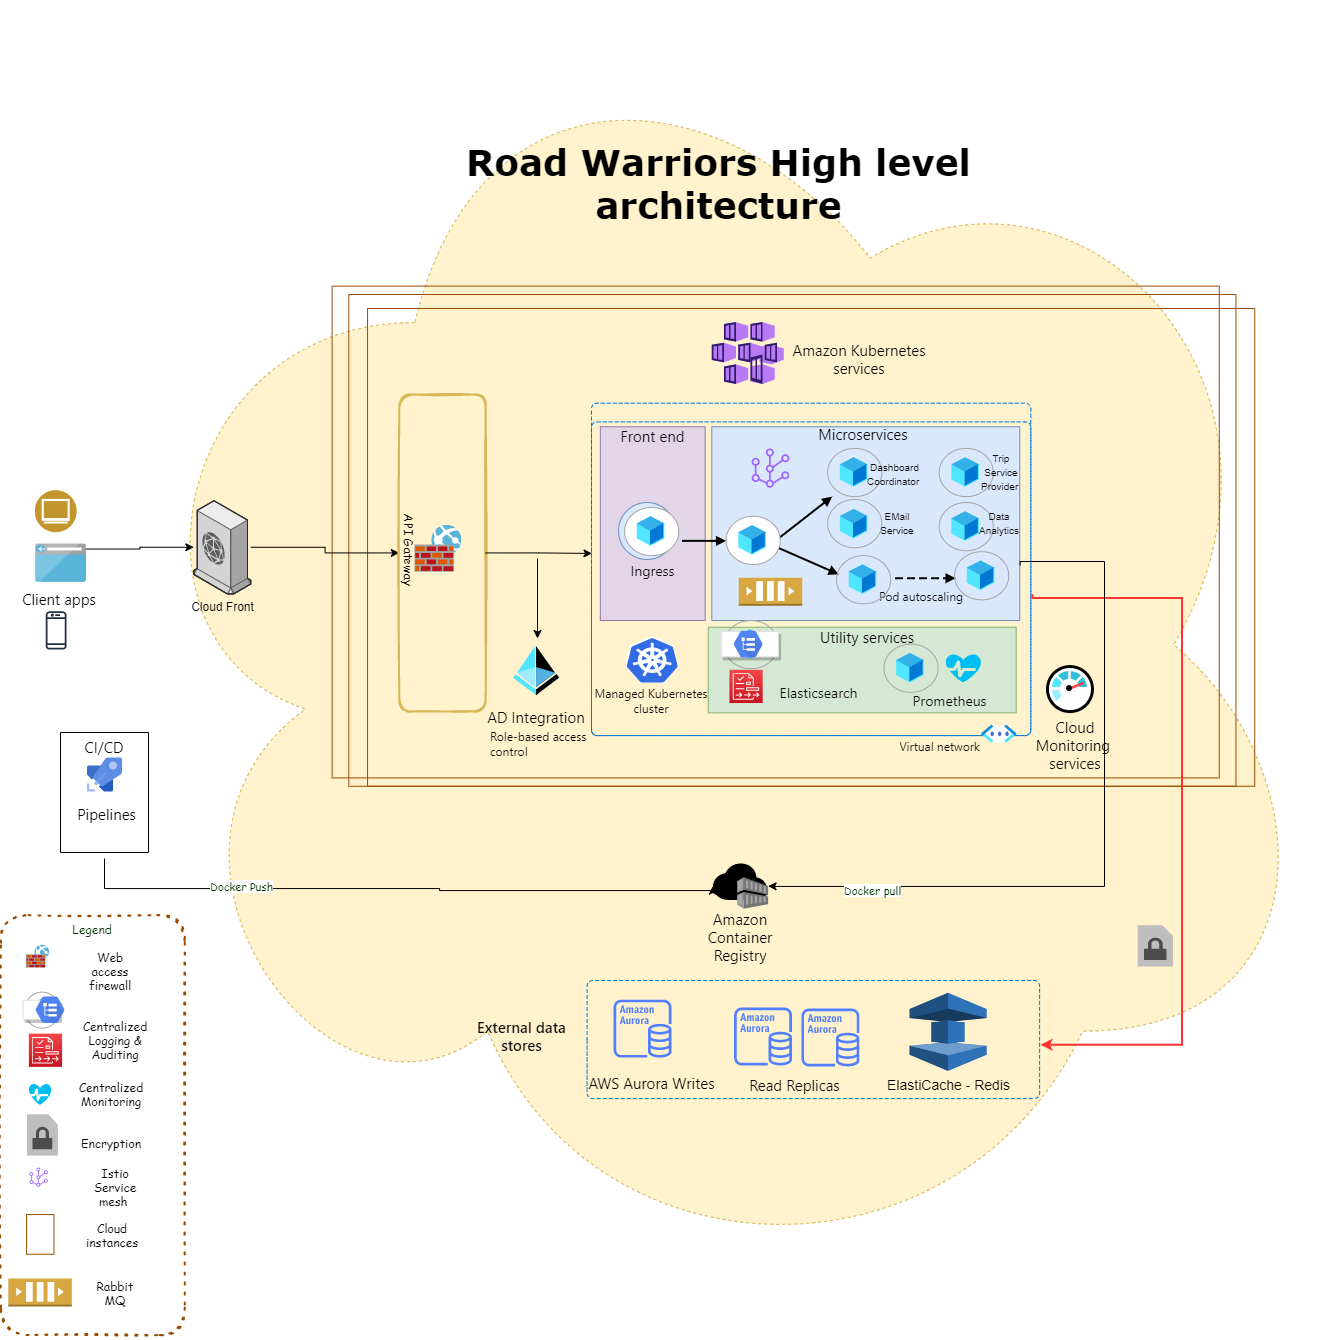 Road Warriors High level
architecture
Amazon Kubernetes
services
Client apps
Cloud Front
API Gateway
AD Integration
Role-based access
control
Front end
Ingress
Microservices
Dashboard
Coordinator
Trip
Service
Provider
EMail
Service
Data
Analytics
Pod autoscaling
Managed Kubernetes
cluster
Utility services
Elasticsearch
Prometheus
Virtual network
Cloud
Monitoring
services
CI/CD
Pipelines
Docker Push
Docker pull
Amazon
Container
Registry
External data
stores
Amazon
Aurora
AWS Aurora Writes
Amazon
Aurora
Amazon
Aurora
Read Replicas
ElastiCache - Redis
Legend
Web
access
firewall
Centralized
Logging &
Auditing
Centralized
Monitoring
Encryption
Istio
Service
mesh
Cloud
instances
Rabbit
MQ